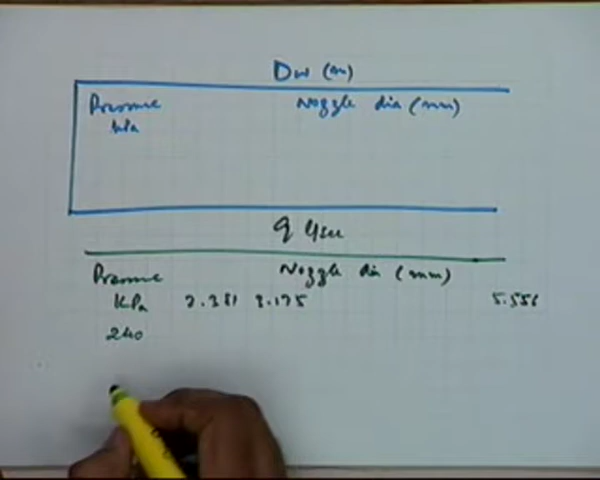 Dw (m)
Pressure Nozzle dia (mm)
kPa
q l/sec
Pressure Nozzle dia (mm)
KPa 2.381 3.175 5.556
240